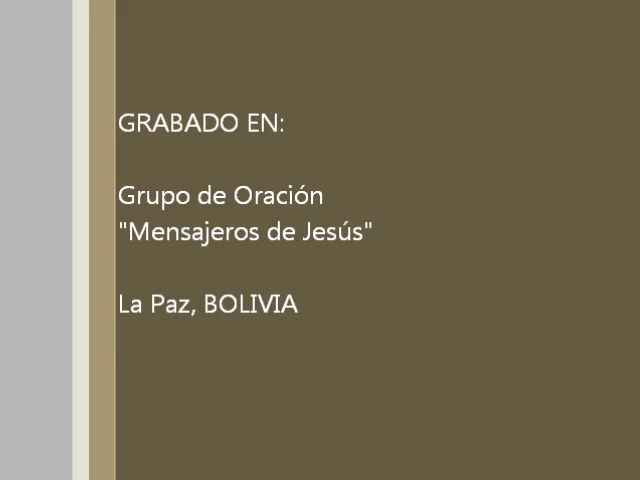 GRABADO EN:
Grupo de Oración
"Mensajeros de Jesús"
La Paz, BOLIVIA